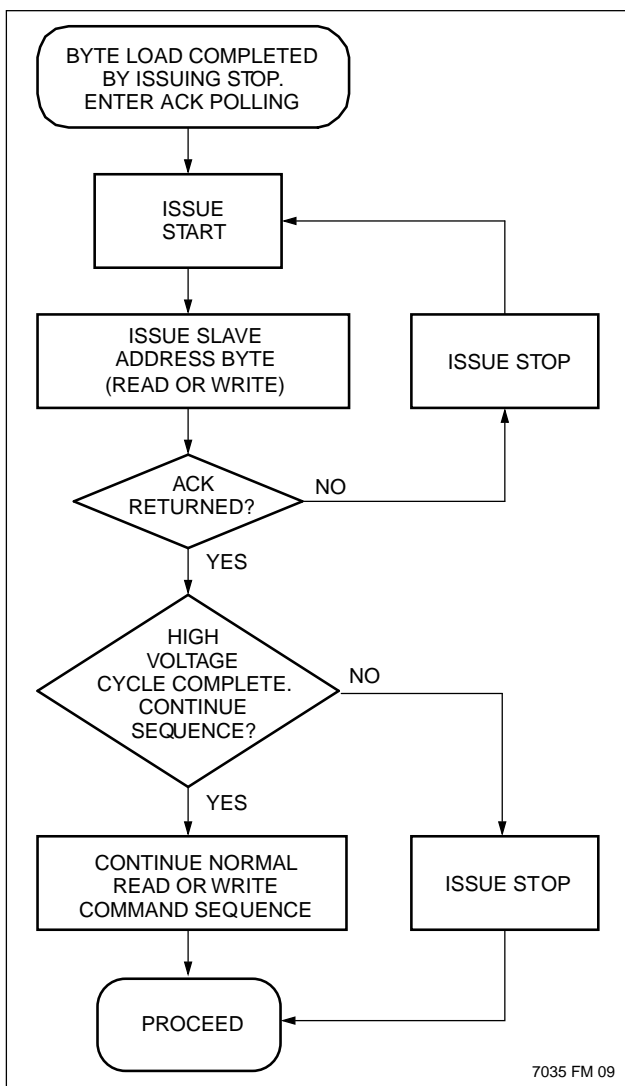 BYTE LOAD COMPLETED
BY ISSUING STOP.
ENTER ACK POLLING
ISSUE
START
ISSUE SLAVE
ADDRESS BYTE
(READ OR WRITE)
ISSUE STOP
ACK
RETURNED?
NO
YES
HIGH
VOLTAGE
CYCLE COMPLETE.
CONTINUE
SEQUENCE?
NO
YES
CONTINUE NORMAL
READ OR WRITE
COMMAND SEQUENCE
ISSUE STOP
PROCEED
7035 FM 09